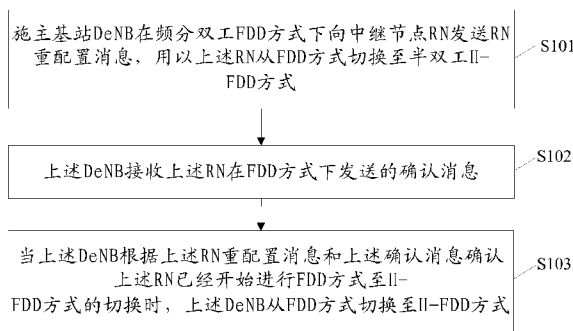 施主基站DeNB在频分双工FDD方式下向中继节点RN发送RN
重配置消息，用以上述RN从FDD方式切换至半双工H-
FDD方式
S101
上述DeNB接收上述RN在FDD方式下发送的确认消息
S102
当上述DeNB根据上述RN重配置消息和上述确认消息确认
上述RN已经开始进行FDD方式至H-
FDD方式的切换时，上述DeNB从FDD方式切换至H-FDD方式
S103